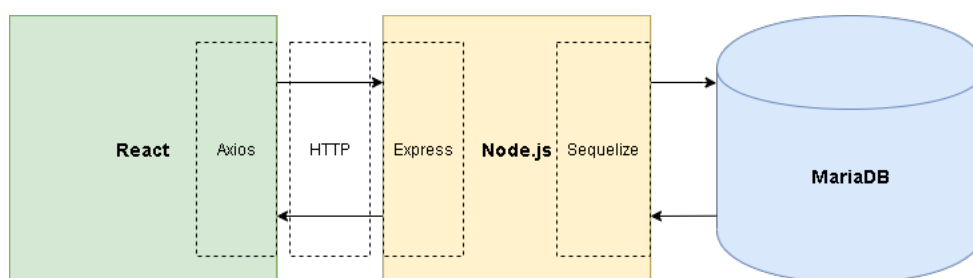 React
Axios
HTTP
Express
Node.js
Sequelize
MariaDB